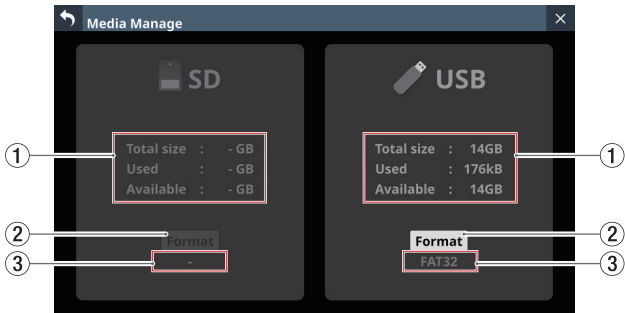 Media Manage
SD
Total size : - GB
Used : - GB
Available : - GB
Format
-
USB
Total size : 14GB
Used : 176kB
Available : 14GB
Format
FAT32
1
2
3
1
2
3